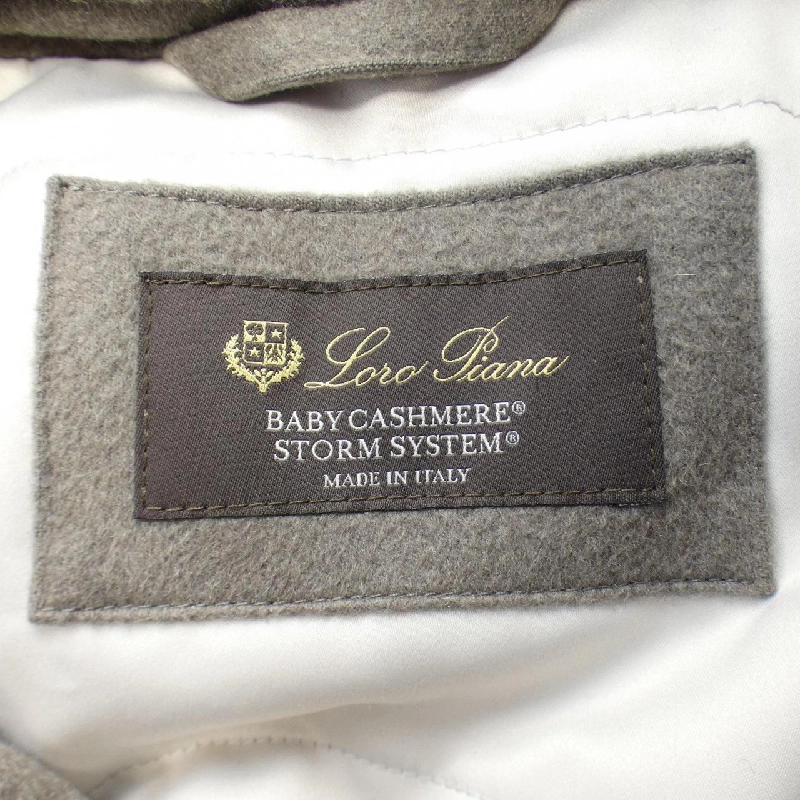 Loro Piana
BABY CASHMERE®
STORM SYSTEM®
MADE IN ITALY